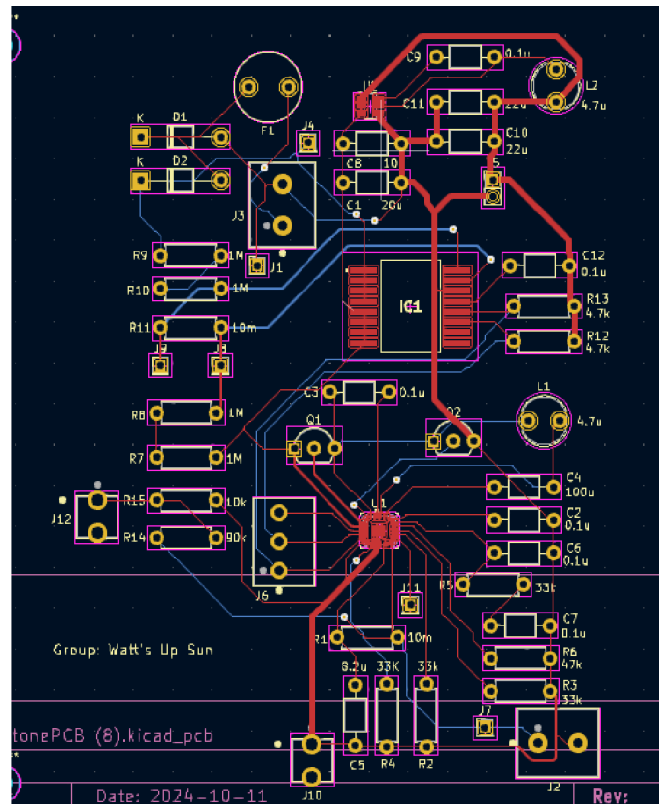 C9
0.1u
L2
4.7u
C11
22u
C10
22u
K
D1
F1
J4
K
D2
C8
10
J3
C1
20u
5
R9
1M
J1
C12
0.1u
R10
1M
R13
4.7k
IC1
R11
10m
R12
4.7k
J9
J8
C3
0.1u
L1
4.7u
R8
1M
Q1
Q2
R7
1M
C4
100u
R15
10k
U1
J12
C2
0.1u
R14
90k
C6
0.1u
J6
J11
R5
33k
R1
10m
C7
0.1u
Group: Watt's Up Sun
R6
47k
8.2u
33K
33k
R3
33k
J7
tonePCB (8).kicad_pcb
C5
R4
R2
J2
J10
Date: 2024-10-11
Rev: